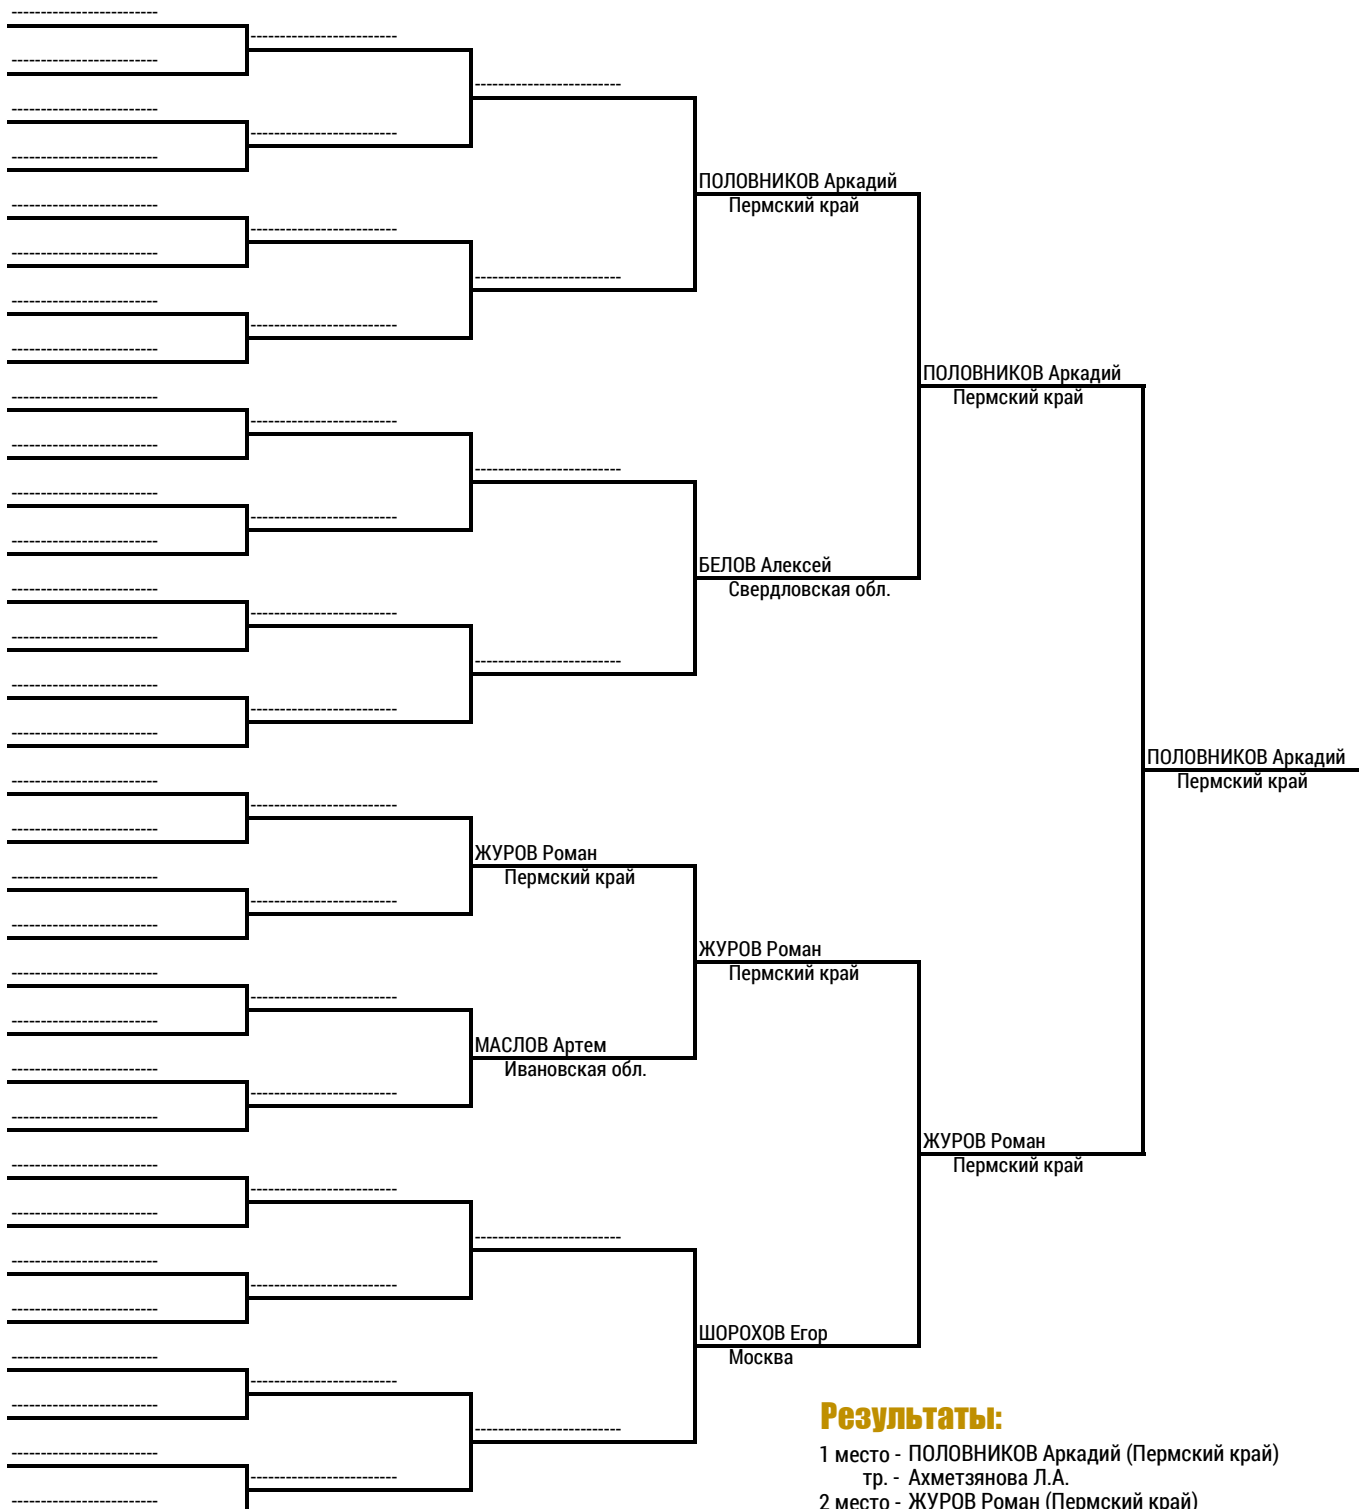 ПОЛОВНИКОВ Аркадий
Пермский край
ПОЛОВНИКОВ Аркадий
Пермский край
БЕЛОВ Алексей
Свердловская обл.
ПОЛОВНИКОВ Аркадий
Пермский край
ЖУРОВ Роман
Пермский край
ЖУРОВ Роман
Пермский край
МАСЛОВ Артем
Ивановская обл.
ЖУРОВ Роман
Пермский край
ШОРОХОВ Егор
Москва
Результаты:
1 место - ПОЛОВНИКОВ Аркадий (Пермский край)
тр. - Ахметзянова Л.А.
2 место - ЖУРОВ Роман (Пермский край)